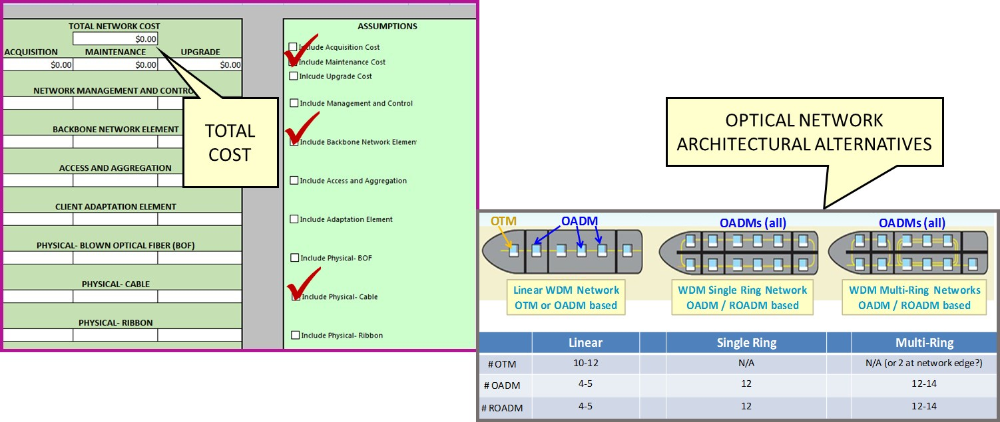 TOTAL NETWORK COST
$0.00
ACQUISITION MAINTENANCE UPGRADE
$0.00 $0.00 $0.00
NETWORK MANAGEMENT AND CONTRO
BACKBONE NETWORK ELEMENT
ACCESS AND AGGREGATION
CLIENT ADAPTATION ELEMENT
PHYSICAL- BLOWN OPTICAL FIBER (BOF)
PHYSICAL- CABLE
PHYSICAL- RIBBON
TOTAL
COST
ASSUMPTIONS
Include Acquisition Cost
Include Maintenance Cost
Inlcude Upgrade Cost
Include Management and Control
Include Backbone Network Elemen
Include Access and Aggregation
Include Adaptation Element
Include Physical- BOF
Include Physical- Cable
Include Physical- Ribbon
OPTICAL NETWORK
ARCHITECTURAL ALTERNATIVES
OTM OADM OADMs (all) OADMs (all)
Linear WDM Network
OTM or OADM based
WDM Single Ring Network
OADM / ROADM based
WDM Multi-Ring Networks
OADM / ROADM based
Linear Single Ring Multi-Ring
# OTM 10-12 N/A N/A (or 2 at network edge?)
# OADM 4-5 12 12-14
# ROADM 4-5 12 12-14